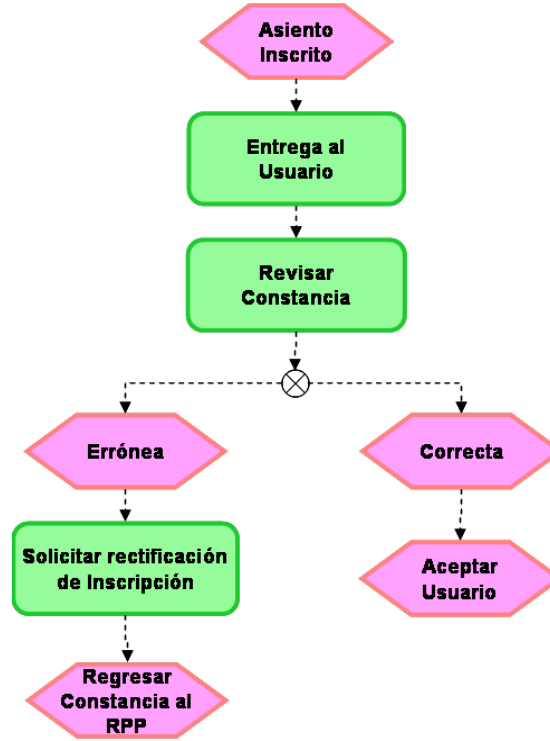 Asiento
Inscrito
Entrega al
Usuario
Revisar
Constancia
Errónea
Correcta
Solicitar rectificación
de Inscripción
Aceptar
Usuario
Regresar
Constancia al
RPP